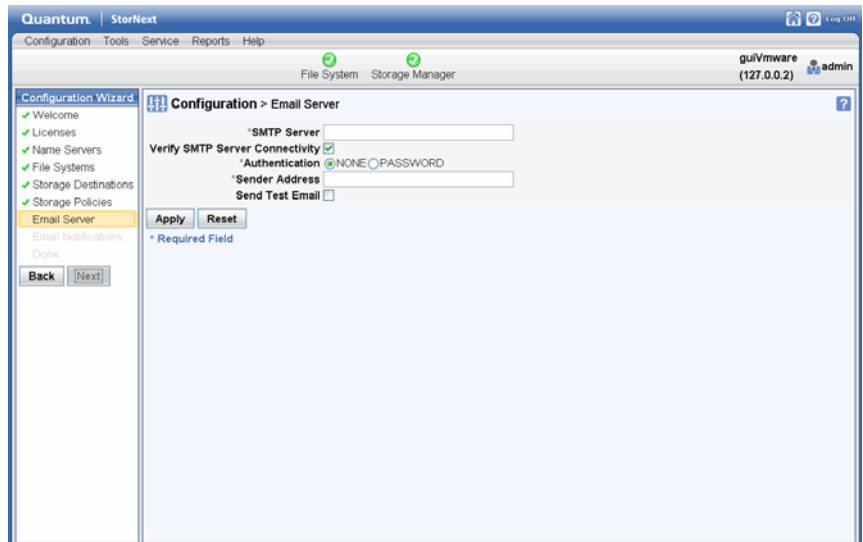 Quantum. | StorNext
Log Off
Configuration Tools Service Reports Help
File System Storage Manager
guiVmware
(127.0.0.2)
admin
Configuration Wizard
Welcome
Licenses
Name Servers
File Systems
Storage Destinations
Storage Policies
Email Server
Email Notifications
Done
Back [Next]
Configuration > Email Server
?
*SMTP Server
Verify SMTP Server Connectivity
*Authentication NONE PASSWORD
*Sender Address
Send Test Email
Apply Reset
* Required Field